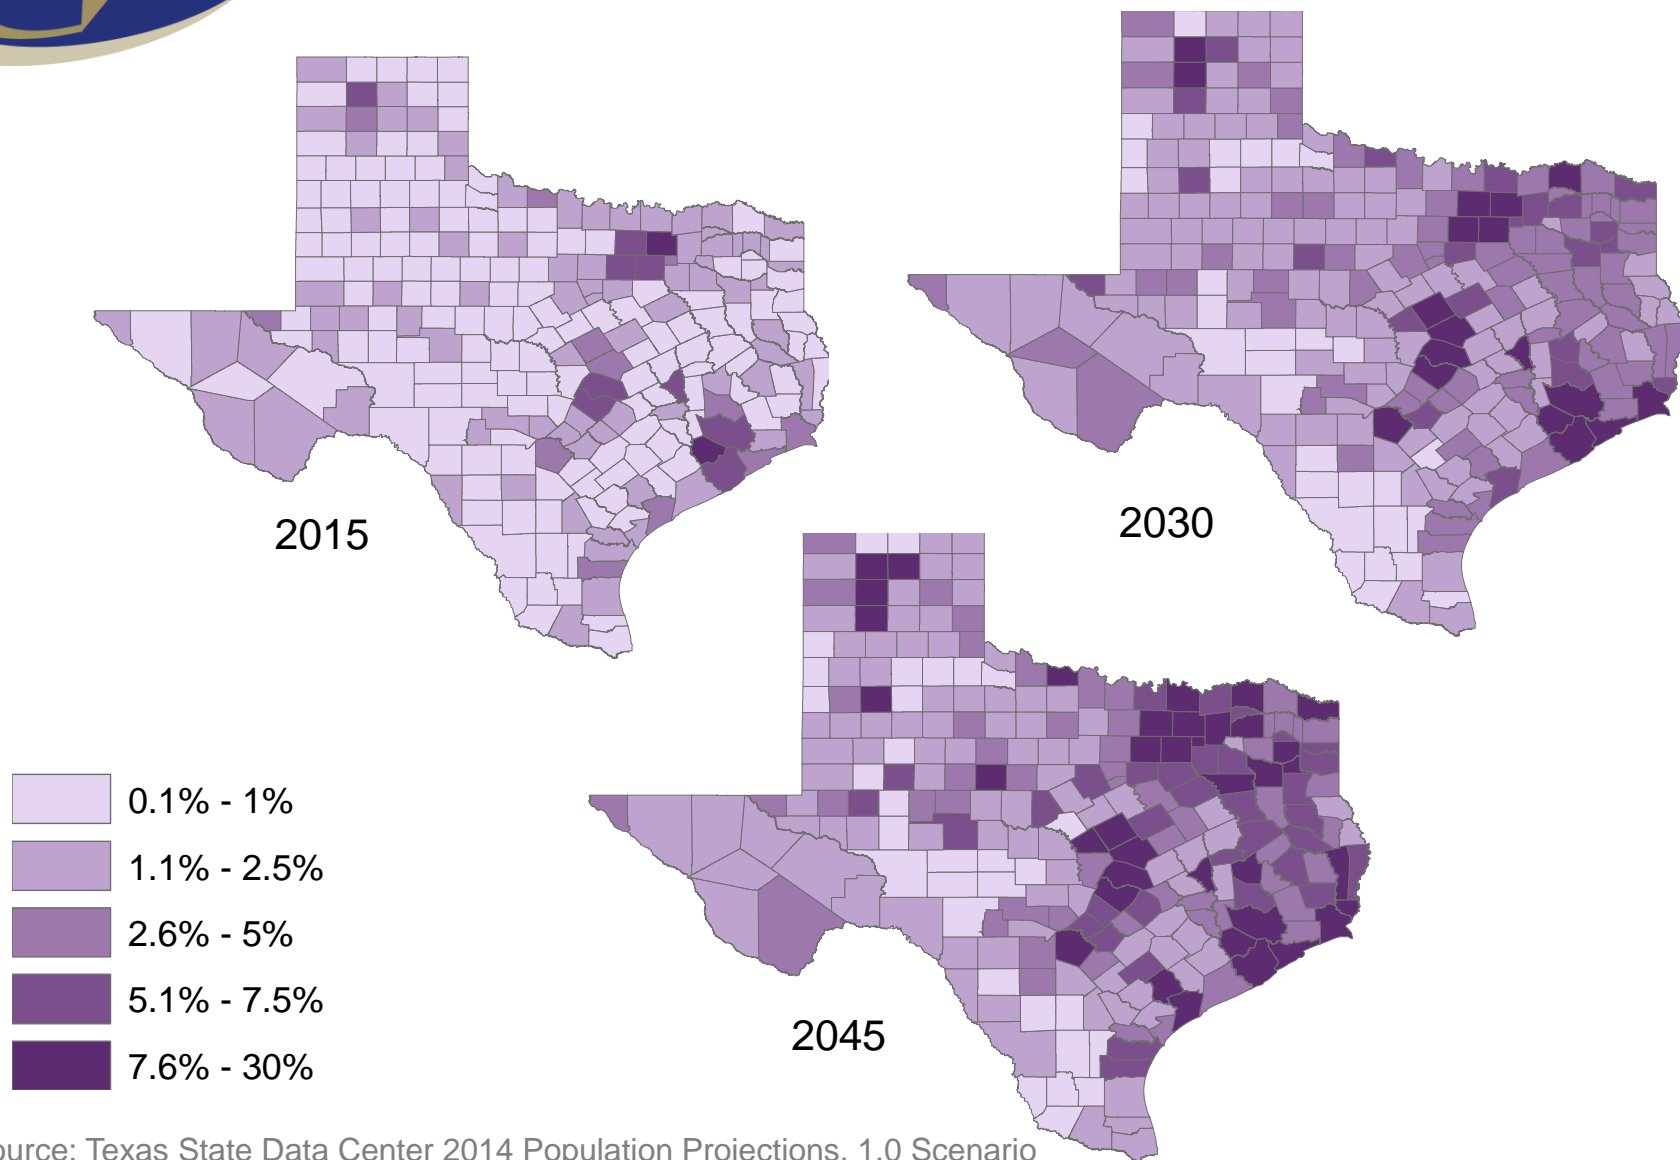 2015
2030
2045
0.1% - 1%
1.1% - 2.5%
2.6% - 5%
5.1% - 7.5%
7.6% - 30%
ource: Texas State Data Center 2014 Population Projections, 1.0 Scenario